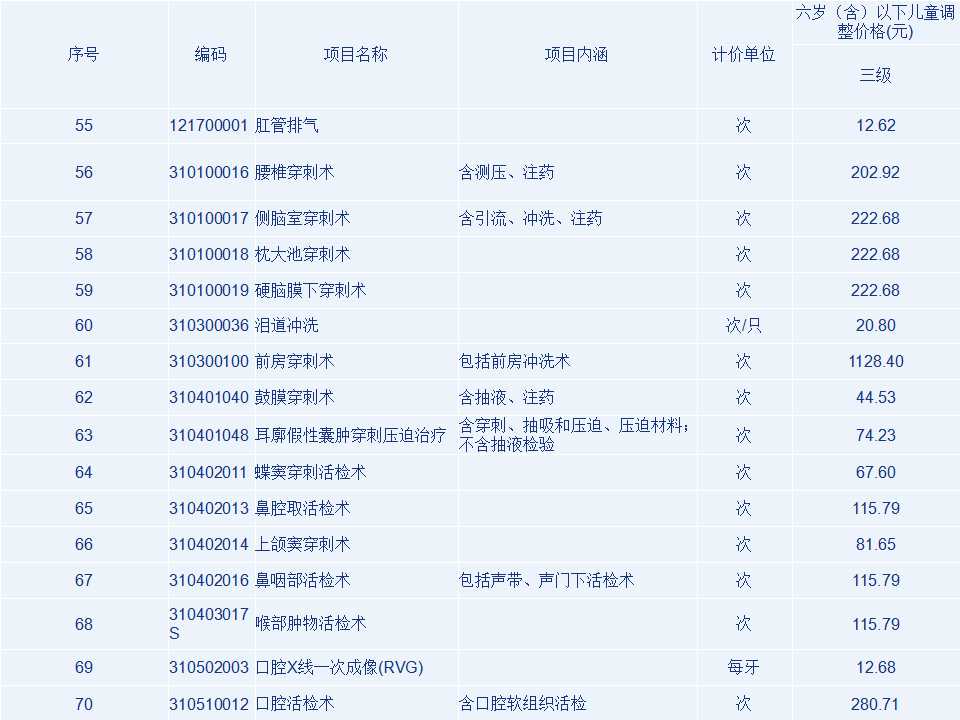 序号 编码 项目名称 项目内涵 计价单位 六岁（含）以下儿童调
整价格(元)
三级
55 121700001 肛管排气 次 12.62
56 310100016 腰椎穿刺术 含测压、注药 次 202.92
57 310100017 侧脑室穿刺术 含引流、冲洗、注药 次 222.68
58 310100018 枕大池穿刺术 次 222.68
59 310100019 硬脑膜下穿刺术 次 222.68
60 310300036 泪道冲洗 次/只 20.80
61 310300100 前房穿刺术 包括前房冲洗术 次 1128.40
62 310401040 鼓膜穿刺术 含抽液、注药 次 44.53
63 310401048 耳廓假性囊肿穿刺压迫治疗 含穿刺、抽吸和压迫、压迫材料；
不含抽液检验 次 74.23
64 310402011 蝶窦穿刺活检术 次 67.60
65 310402013 鼻腔取活检术 次 115.79
66 310402014 上颌窦穿刺术 次 81.65
67 310402016 鼻咽部活检术 包括声带、声门下活检术 次 115.79
68 310403017
S 喉部肿物活检术 次 115.79
69 310502003 口腔X线一次成像(RVG) 每牙 12.68
70 310510012 口腔活检术 含口腔软组织活检 次 280.71